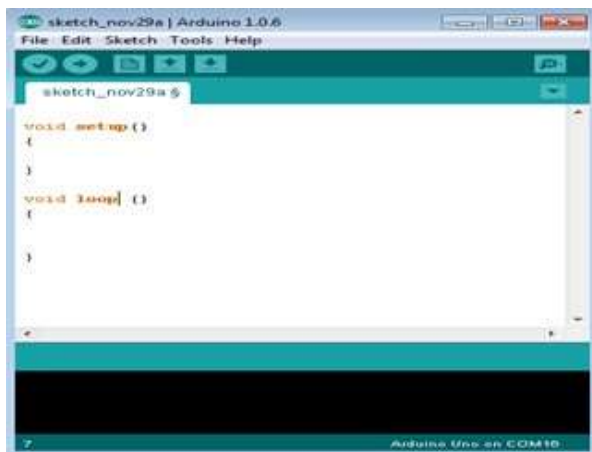 sketch_nov29a | Arduino 1.0.6
File Edit Sketch Tools Help
sketch_nov29a §
void setup()
{
}
void loop ()
{
}
7
Arduino Uno on COM16